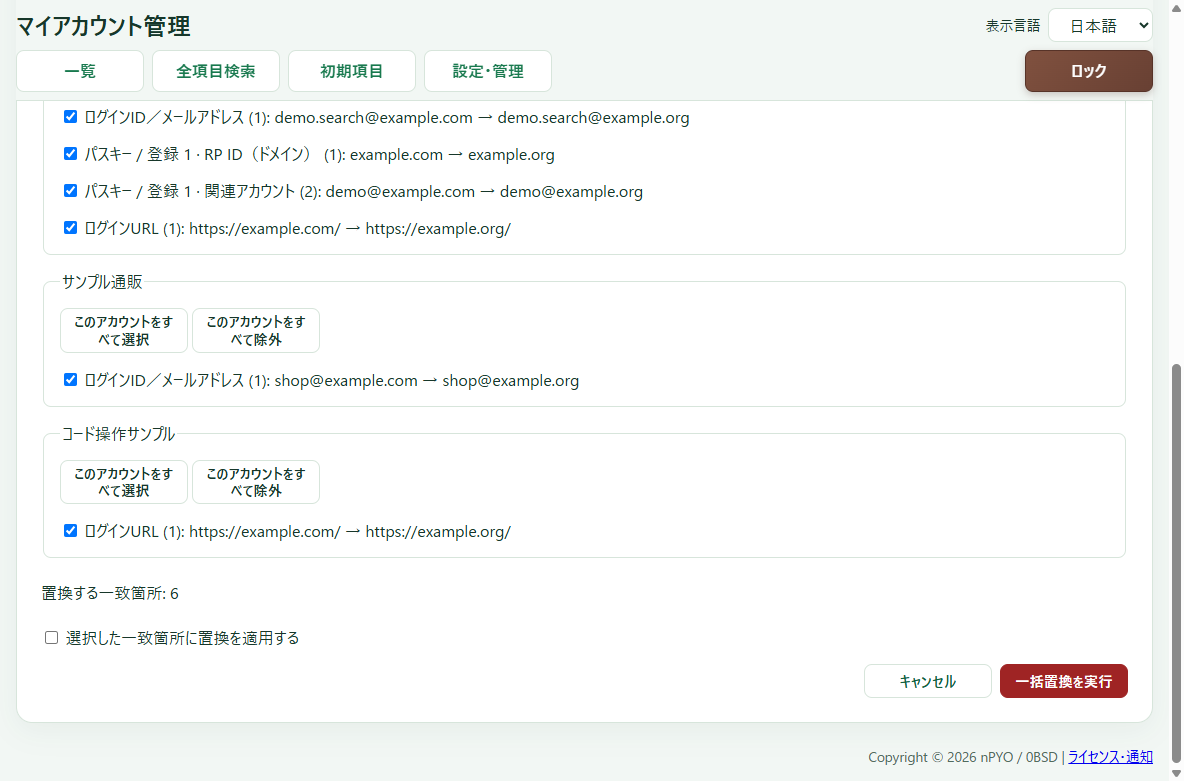 マイアカウント管理
表示言語 日本語
一覧 全項目検索 初期項目 設定・管理 ロック
ログインID／メールアドレス (1): demo.search@example.com → demo.search@example.org
パスキー / 登録 1 · RP ID（ドメイン） (1): example.com → example.org
パスキー / 登録 1 · 関連アカウント (2): demo@example.com → demo@example.org
ログインURL (1): https://example.com/ → https://example.org/
サンプル通販
このアカウントをす
べて選択
このアカウントをす
べて除外
ログインID／メールアドレス (1): shop@example.com → shop@example.org
コード操作サンプル
このアカウントをす
べて選択
このアカウントをす
べて除外
ログインURL (1): https://example.com/ → https://example.org/
置換する一致箇所: 6
選択した一致箇所に置換を適用する
キャンセル 一括置換を実行
Copyright © 2026 nPYO / 0BSD | ライセンス・通知